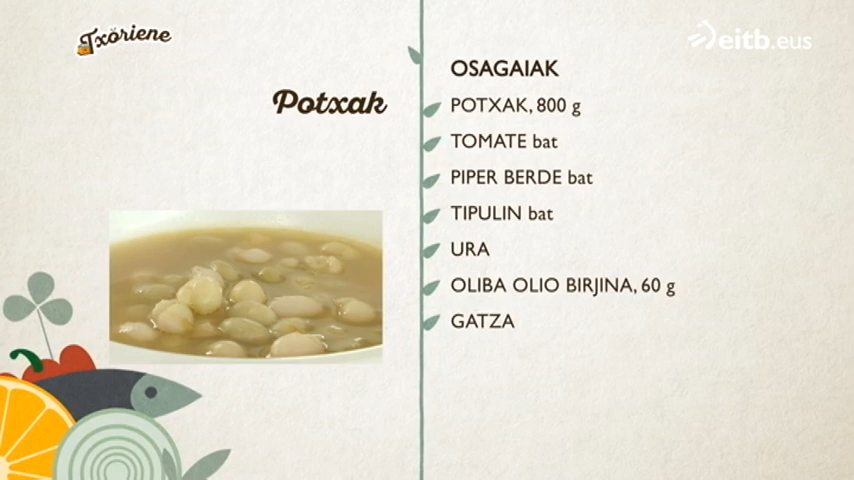 Txoriene
eitb.eus
Potxak
OSAGAIAK
POTXAK, 800 g
TOMATE bat
PIPER BERDE bat
TIPULIN bat
URA
OLIBA OLIO BIRJINA, 60 g
GATZA